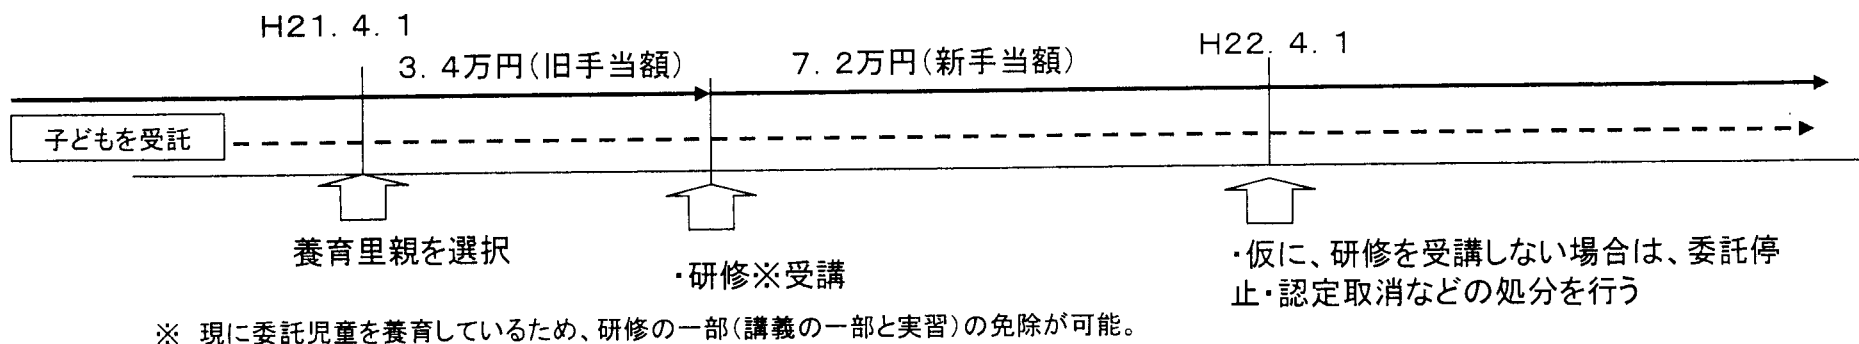 H21. 4. 1
3. 4万円(旧手当額)
7. 2万円(新手当額)
H22. 4. 1
子どもを受託
養育里親を選択
・研修※受講
・仮に、研修を受講しない場合は、委託停
止・認定取消などの処分を行う
※ 現に委託児童を養育しているため、研修の一部(講義の一部と実習)の免除が可能。